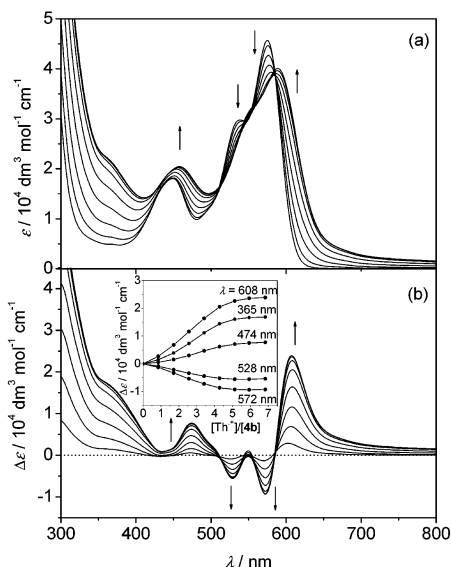 (a)
5
4
3
2
1
0
ε / 10⁴ dm³ mol⁻¹ cm⁻¹
(b)
4
3
2
1
0
-1
Δε / 10⁴ dm³ mol⁻¹ cm⁻¹
3
2
1
0
-1
Δε / 10⁴ dm³ mol⁻¹ cm⁻¹
λ = 608 nm
365 nm
474 nm
528 nm
572 nm
0 1 2 3 4 5 6 7
[Th⁺]/[4b]
300 400 500 600 700 800
λ / nm